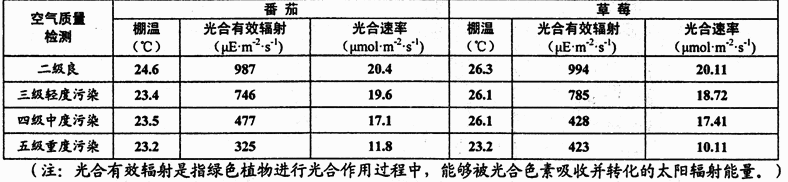 空气质量检测 番茄 草莓
棚温(℃) 光合有效辐射(μE·m⁻²·s⁻¹) 光合速率(μmol·m⁻²·s⁻¹) 棚温(℃) 光合有效辐射(μE·m⁻²·s⁻¹) 光合速率(μmol·m⁻²·s⁻¹)
二级良 24.6 987 20.4 26.3 994 20.11
三级轻度污染 23.4 746 19.6 26.1 785 18.72
四级中度污染 23.5 477 17.1 26.1 428 17.41
五级重度污染 23.2 325 11.8 23.2 423 10.11
(注：光合有效辐射是指绿色植物进行光合作用过程中，能够被光合色素吸收并转化的太阳辐射能量。)